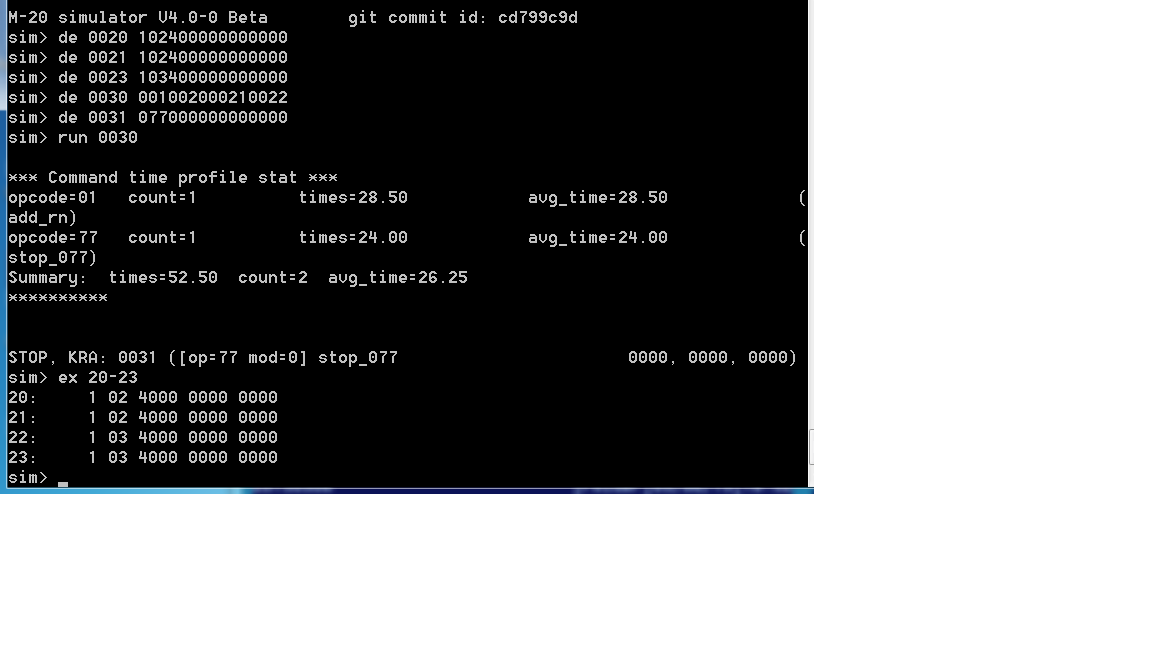 M-20 simulator V4.0-0 Beta        git commit id: cd799c9d
sim> de 0020 102400000000000
sim> de 0021 102400000000000
sim> de 0023 103400000000000
sim> de 0030 001002000210022
sim> de 0031 077000000000000
sim> run 0030
*** Command time profile stat ***
opcode=01   count=1          times=28.50            avg_time=28.50             (
add_rn)
opcode=77   count=1          times=24.00            avg_time=24.00             (
stop_077)
Summary:  times=52.50  count=2  avg_time=26.25
**********
STOP, KRA: 0031 ([op=77 mod=0] stop_077                       0000, 0000, 0000)
sim> ex 20-23
20:     1 02 4000 0000 0000
21:     1 02 4000 0000 0000
22:     1 03 4000 0000 0000
23:     1 03 4000 0000 0000
sim> _